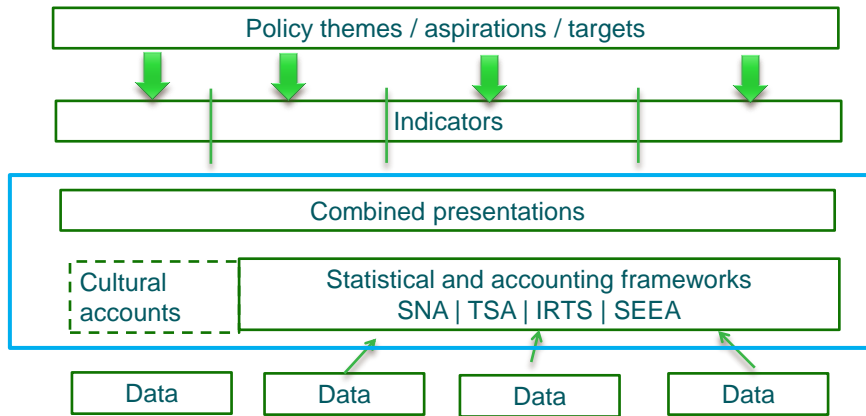 Policy themes / aspirations / targets
Indicators
Combined presentations
Cultural
accounts
Statistical and accounting frameworks
SNA | TSA | IRTS | SEEA
Data
Data
Data
Data